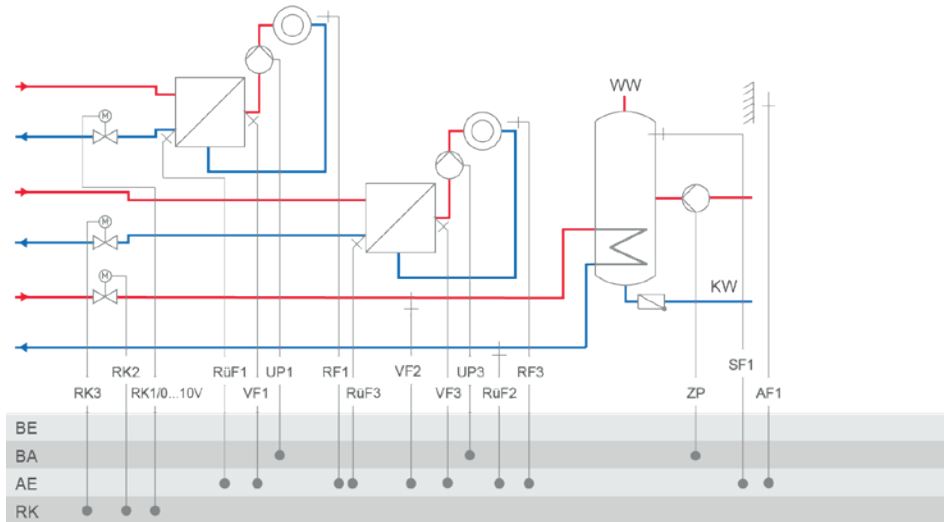 M
WW
M
M
KW
RK2 RüF1 UP1 RF1 VF2 UP3 RF3 SF1
RK3 RK1/0...10V VF1 RüF3 VF3 RüF2 ZP AF1
BE
BA
AE
RK